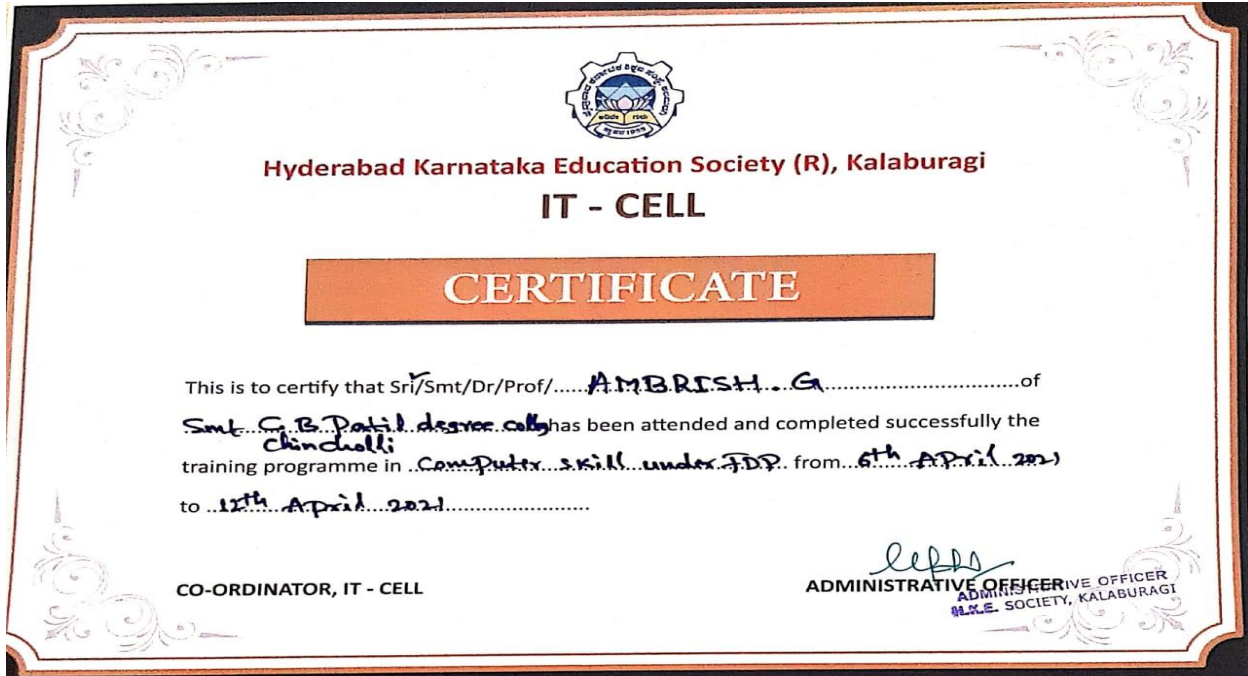 Hyderabad Karnataka Education Society (R), Kalaburagi
IT - CELL
CERTIFICATE
This is to certify that Sri/Smt/Dr/Prof/......AMBRISH. G..............................of
Smt C. B. Patil degree collg has been attended and completed successfully the
Chincholli
training programme in ..Computer skill under FDP.. from..6th April 2021
to ..12th April 2021........................
CO-ORDINATOR, IT - CELL
ADMINISTRATIVE OFFICER
ADMINISTRATIVE OFFICER
H.K.E. SOCIETY, KALABURAGI